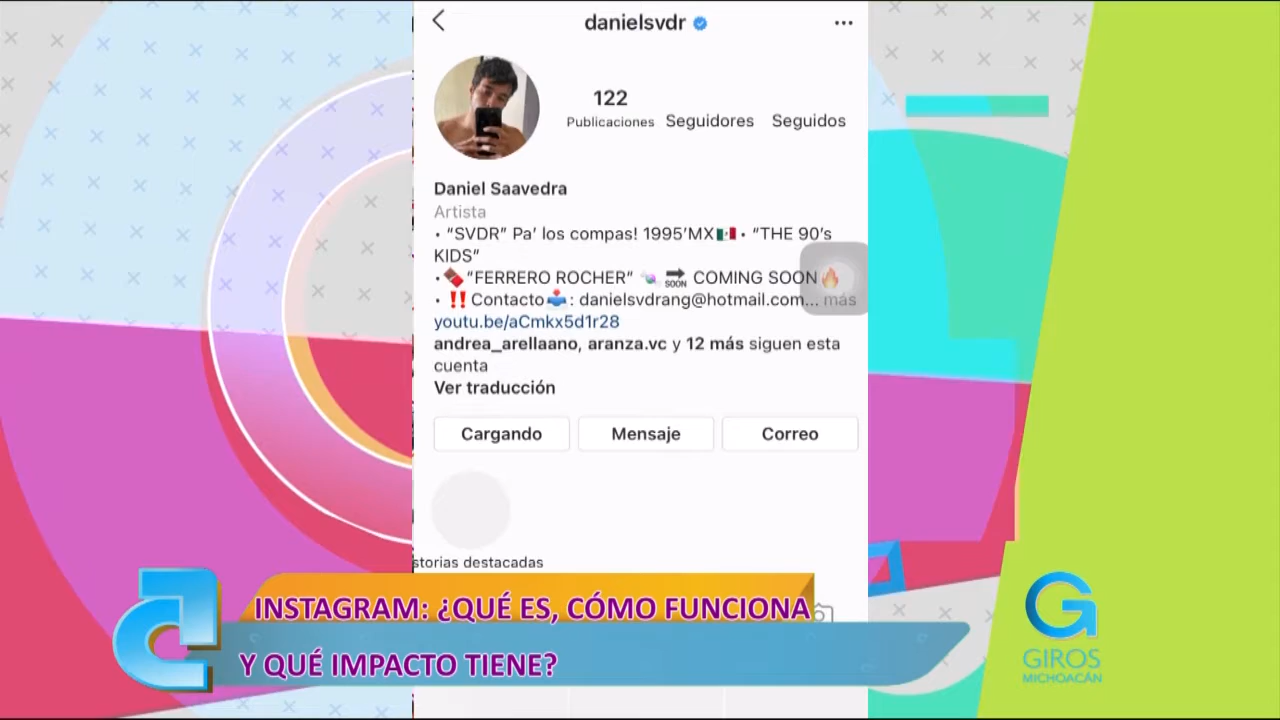 danielsvdr
122
Publicaciones Seguidores Seguidos
Daniel Saavedra
Artista
• “SVDR” Pa’ los compas! 1995’MX🇲🇽• “THE 90’s
KIDS”
•🍫“FERRERO ROCHER” 🍬 🔜 COMING SOON🔥
• ‼️Contacto📥: danielsvdrang@hotmail.com... más
youtu.be/aCmkx5d1r28
andrea_arellaano, aranza.vc y 12 más siguen esta
cuenta
Ver traducción
Cargando Mensaje Correo
storias destacadas
INSTAGRAM: ¿QUÉ ES, CÓMO FUNCIONA
Y QUÉ IMPACTO TIENE?
GIROS
MICHOACÁN